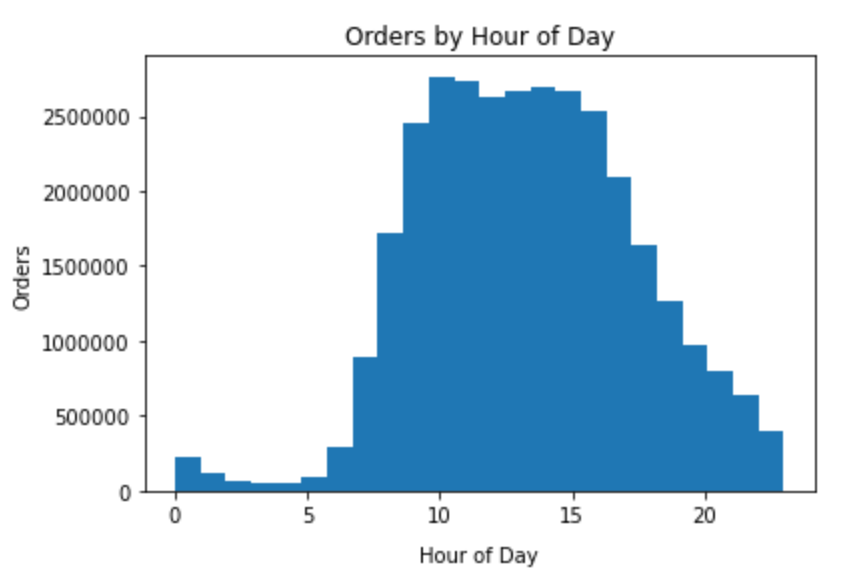 Orders by Hour of Day
2500000
2000000
1500000
1000000
500000
0
Orders
0 5 10 15 20
Hour of Day